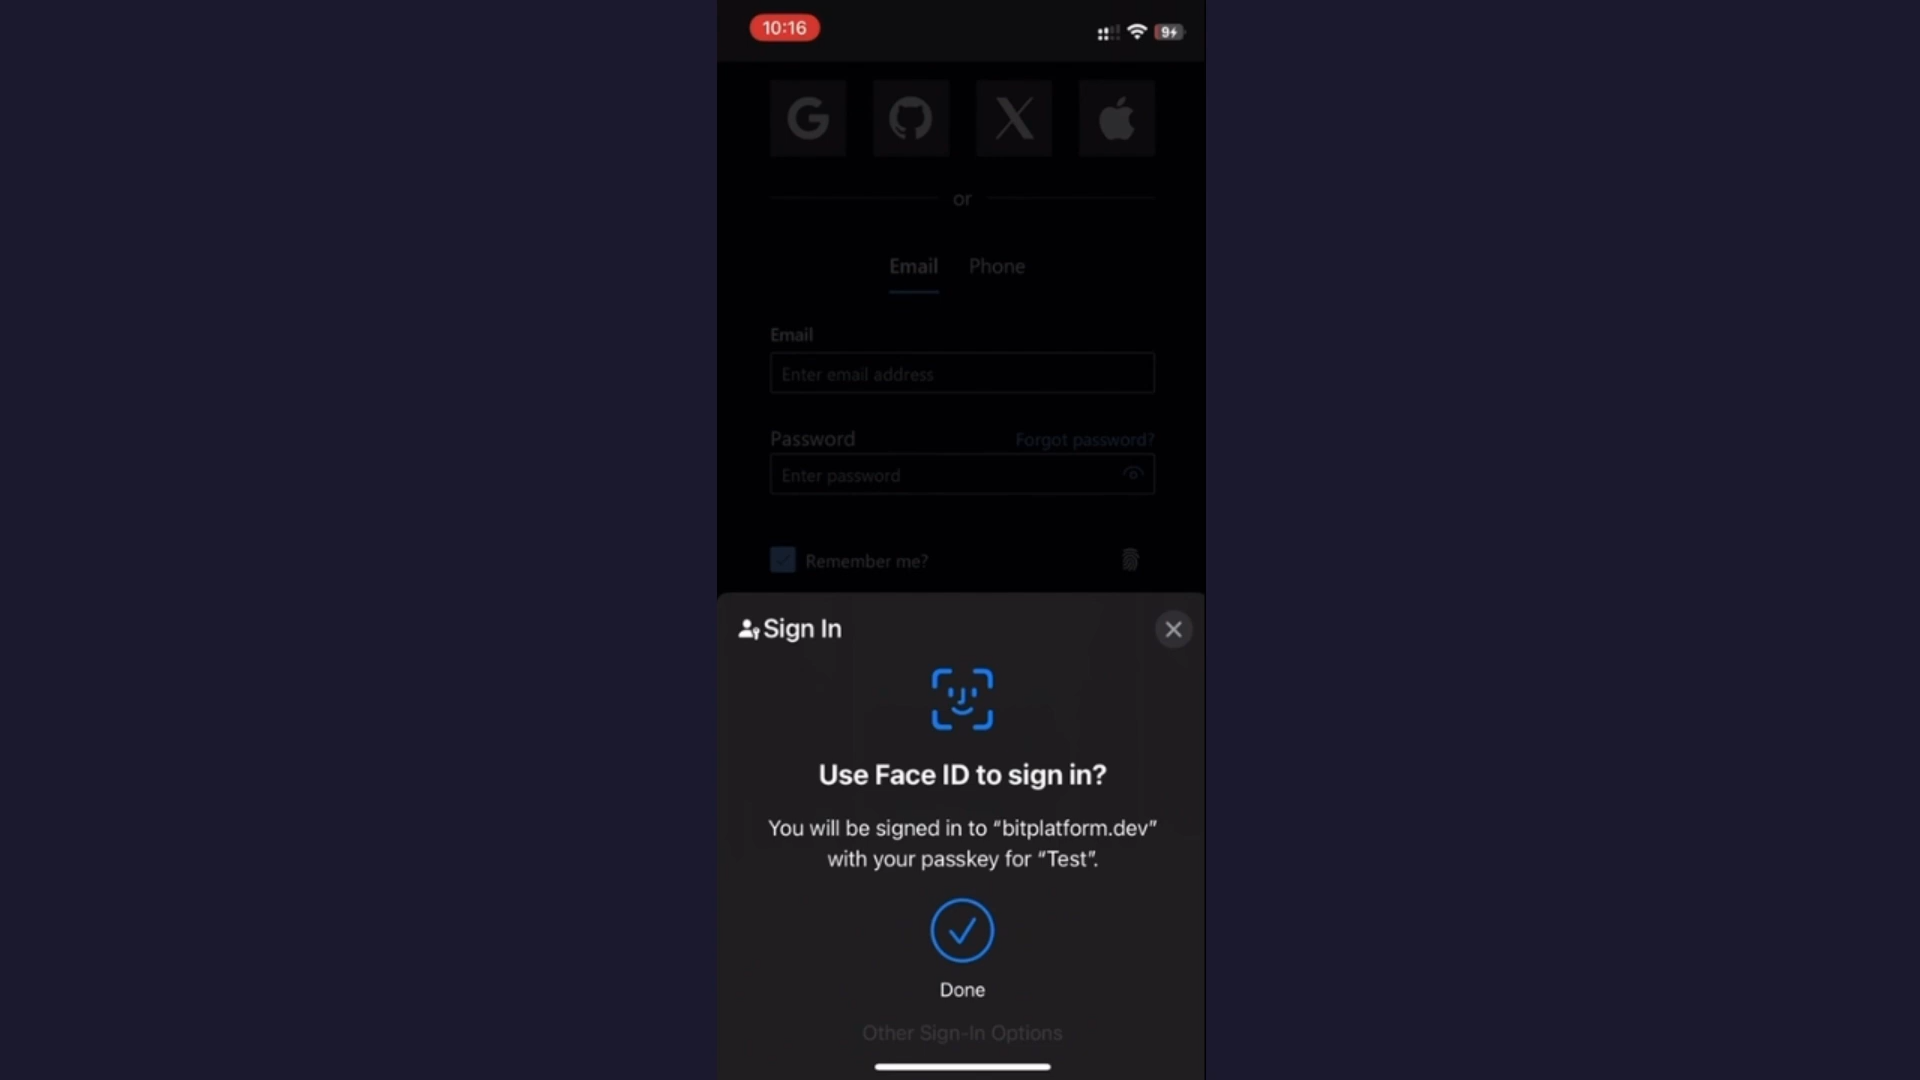 10:16
9
or
Email Phone
Email
Enter email address
Password Forgot password?
Enter password
Remember me?
Sign In
Use Face ID to sign in?
You will be signed in to “bitplatform.dev”
with your passkey for “Test”.
Done
Other Sign-In Options